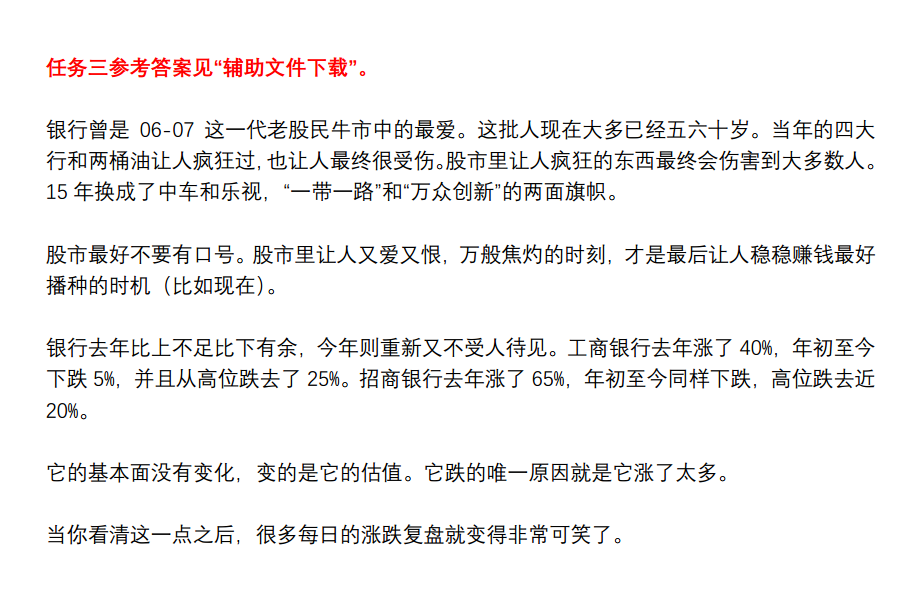 任务三参考答案见“辅助文件下载”。
银行曾是 06-07 这一代老股民牛市中的最爱。这批人现在大多已经五六十岁。当年的四大
行和两桶油让人疯狂过,也让人最终很受伤。股市里让人疯狂的东西最终会伤害到大多数人。
15 年换成了中车和乐视，“一带一路”和“万众创新”的两面旗帜。
股市最好不要有口号。股市里让人又爱又恨，万般焦灼的时刻，才是最后让人稳稳赚钱最好
播种的时机（比如现在）。
银行去年比上不足比下有余，今年则重新又不受人待见。工商银行去年涨了 40%，年初至今
下跌 5%，并且从高位跌去了 25%。招商银行去年涨了 65%，年初至今同样下跌，高位跌去近
20%。
它的基本面没有变化，变的是它的估值。它跌的唯一原因就是它涨了太多。
当你看清这一点之后，很多每日的涨跌复盘就变得非常可笑了。